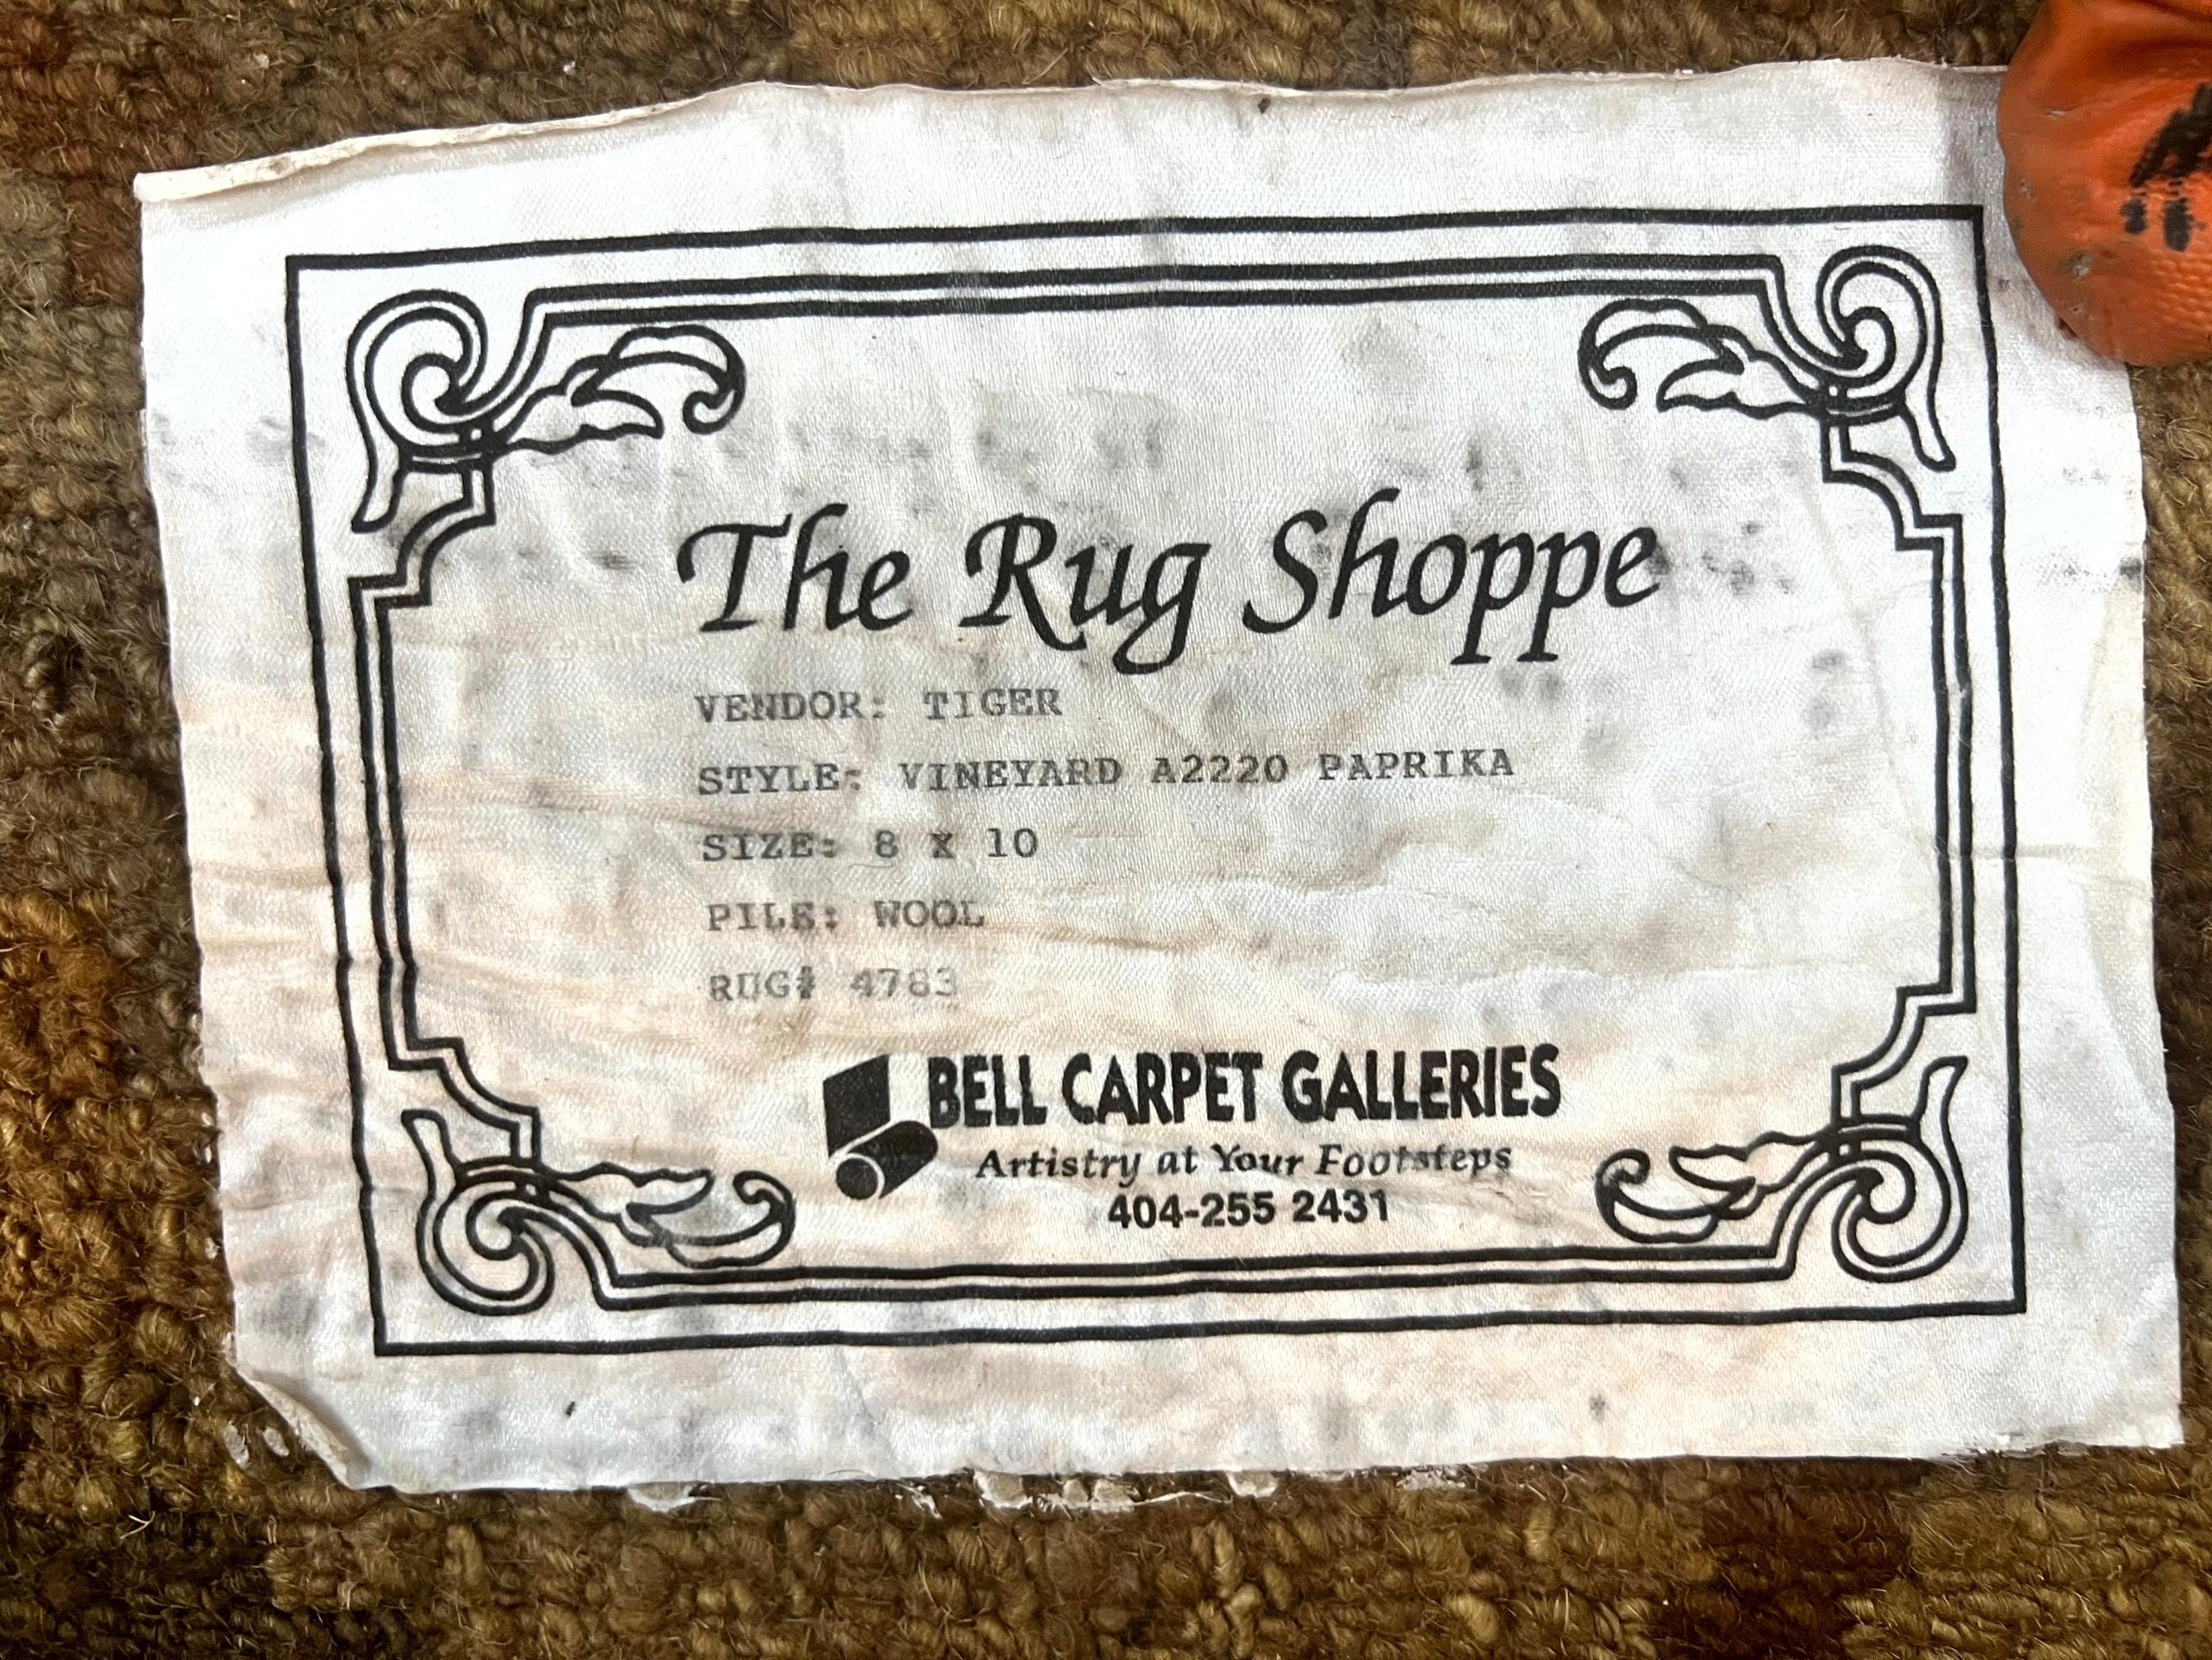 The Rug Shoppe
VENDOR: TIGER
STYLE: VINEYARD A2220 PAPRIKA
SIZE: 8 X 10
PILE: WOOL
RUG# 4783
BELL CARPET GALLERIES
Artistry at Your Footsteps
404-255 2431